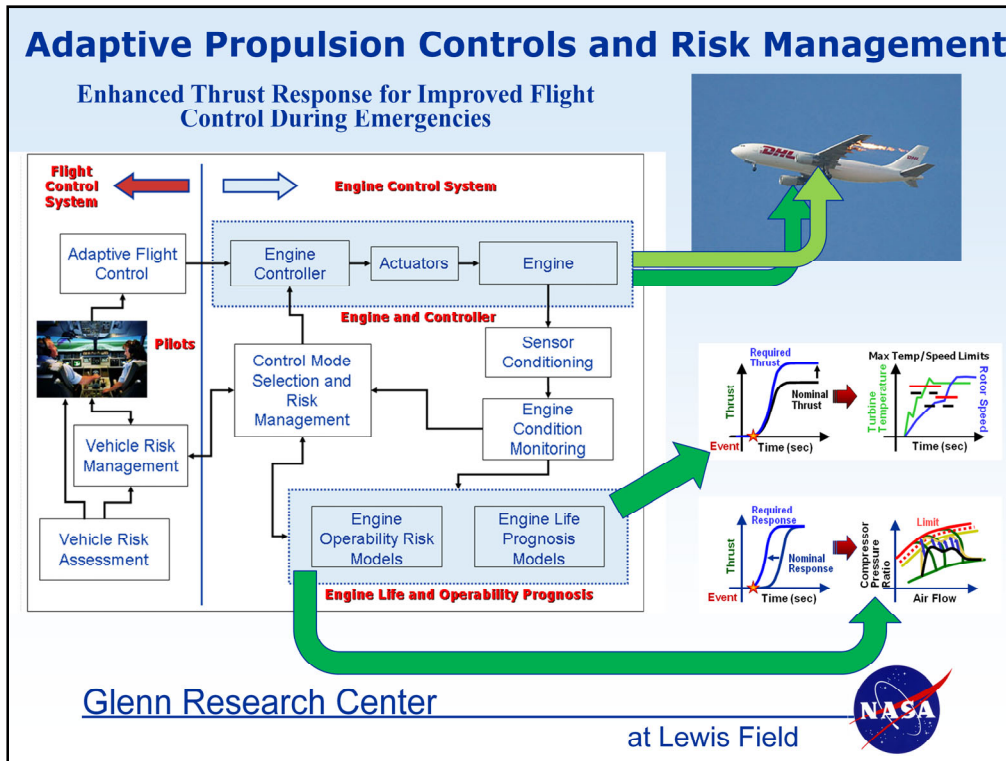 Adaptive Propulsion Controls and Risk Management
Enhanced Thrust Response for Improved Flight
Control During Emergencies
Flight
Control
System
Engine Control System
Adaptive Flight
Control
Engine
Controller
Actuators
Engine
Engine and Controller
Pilots
Sensor
Conditioning
Control Mode
Selection and
Risk
Management
Engine
Condition
Monitoring
Vehicle Risk
Management
Vehicle Risk
Assessment
Engine
Operability Risk
Models
Engine Life
Prognosis
Models
Engine Life and Operability Prognosis
DHL
Required
Thrust
Nominal
Thrust
Thrust
Event
Time (sec)
Max Temp/Speed Limits
Turbine
Temperature
Rotor Speed
Time (sec)
Required
Response
Nominal
Response
Thrust
Event
Time (sec)
Compressor
Pressure
Ratio
Limit
Air Flow
Glenn Research Center
at Lewis Field
NASA